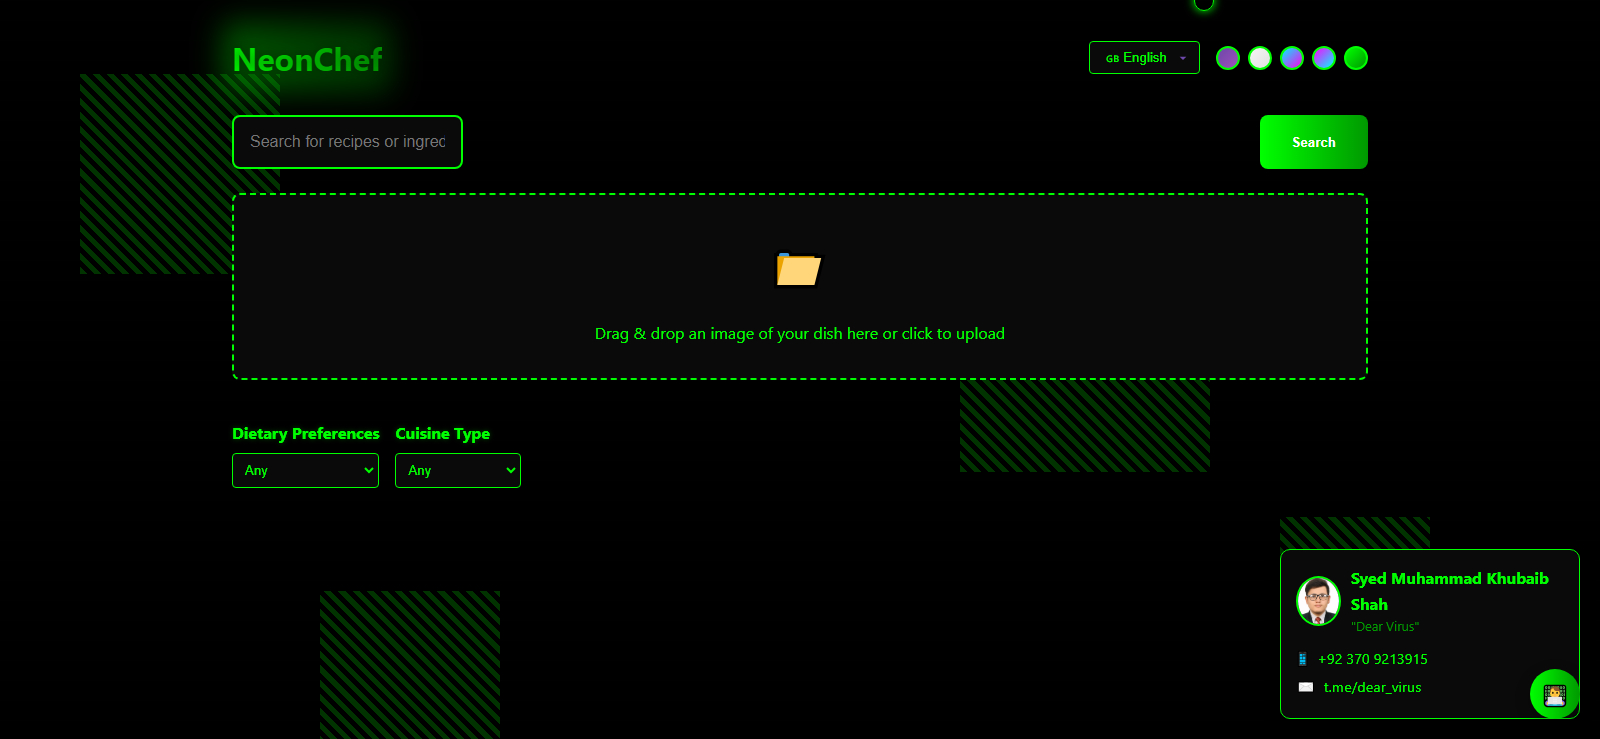 NeonChef
GB English
Search for recipes or ingrec
Search
Drag & drop an image of your dish here or click to upload
Dietary Preferences
Cuisine Type
Any
Any
Syed Muhammad Khubaib
Shah
"Dear Virus"
+92 370 9213915
t.me/dear_virus